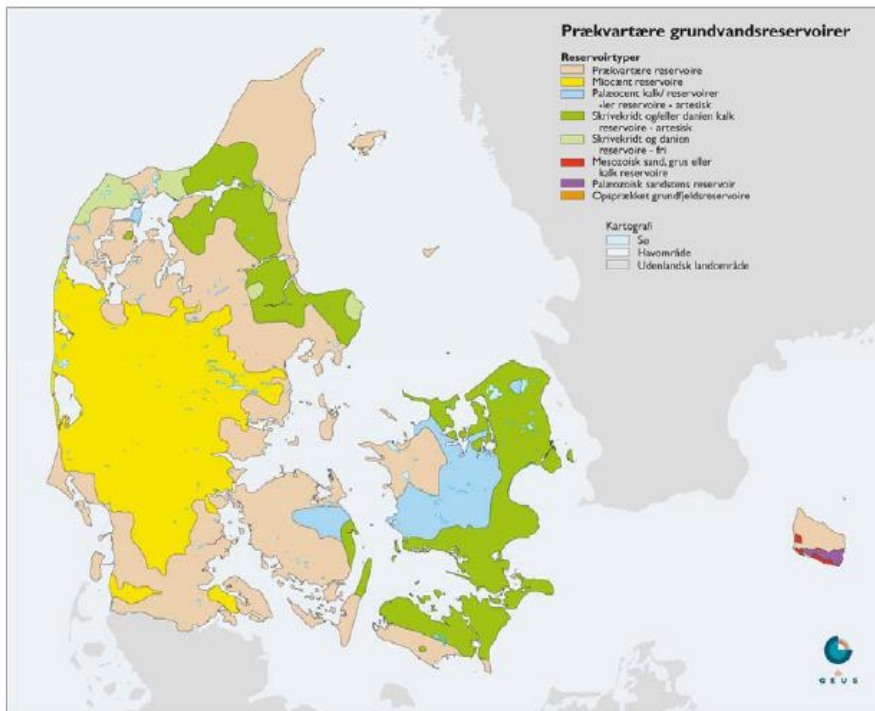 Prækvartære grundvandsreservoirer
Reservoirtyper
Prækvartære reservoire
Miocænt reservoire
Palæocent kalk/ reservoirer
-ler reservoire - artesisk
Skrivekridt og/eller danien kalk
reservoire - artesisk
Skrivekridt og danien
reservoire - fri
Mesozoisk sand, grus eller
kalk reservoire
Palæozoisk sandstens reservoir
Opsprækket grundfjeldsreservoire
Kartografi
Sø
Havområde
Udenlandsk landområde
G E U S